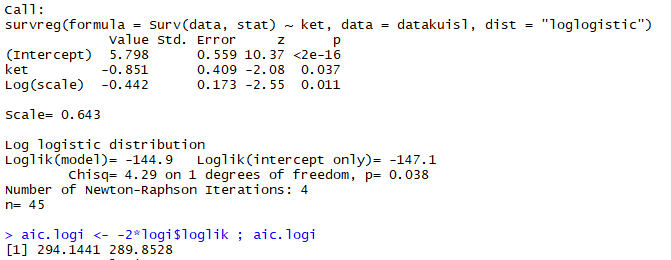 Call:
survreg(formula = Surv(data, stat) ~ ket, data = datakuis1, dist = "loglogistic")
Value Std. Error z p
(Intercept) 5.798 0.559 10.37 <2e-16
ket -0.851 0.409 -2.08 0.037
Log(scale) -0.442 0.173 -2.55 0.011
Scale= 0.643
Log logistic distribution
Loglik(model)= -144.9 Loglik(intercept only)= -147.1
Chisq= 4.29 on 1 degrees of freedom, p= 0.038
Number of Newton-Raphson Iterations: 4
n= 45
> aic.logi <- -2*logi$loglik ; aic.logi
[1] 294.1441 289.8528